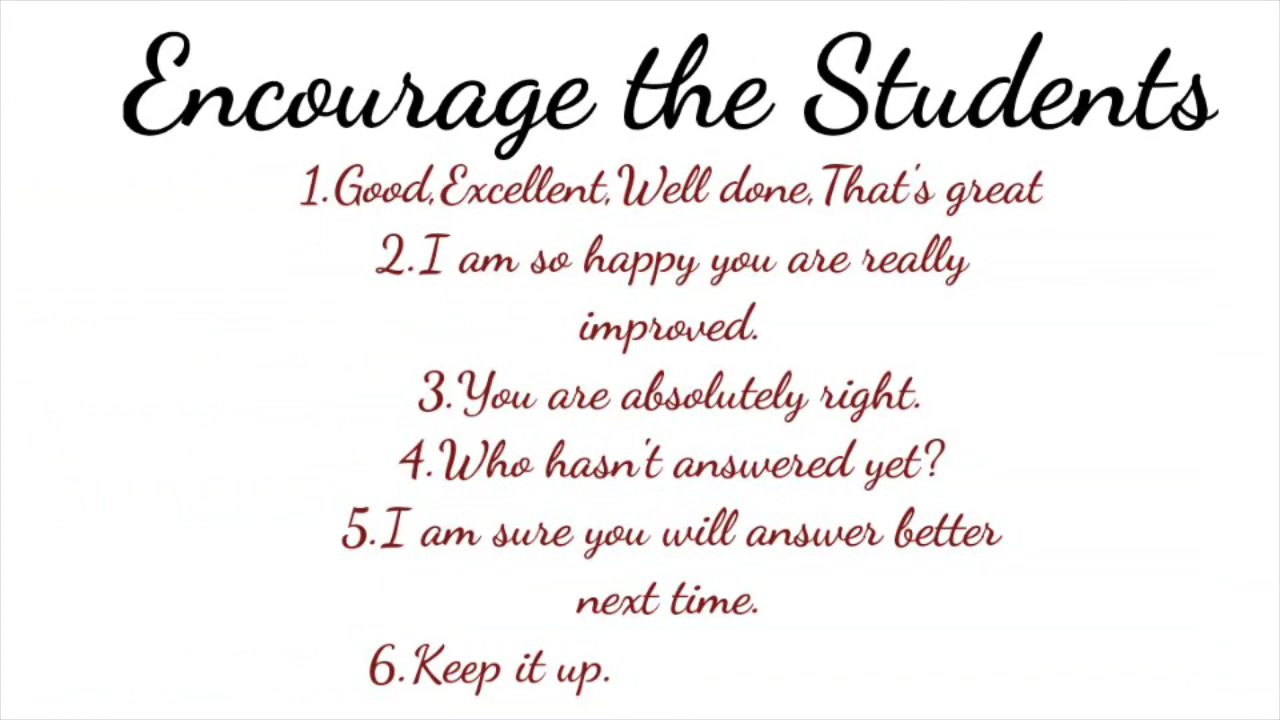 Encourage the Students
1.Good,Excellent,Well done,That's great
2.I am so happy you are really
improved.
3.You are absolutely right.
4.Who hasn't answered yet?
5.I am sure you will answer better
next time.
6.Keep it up.